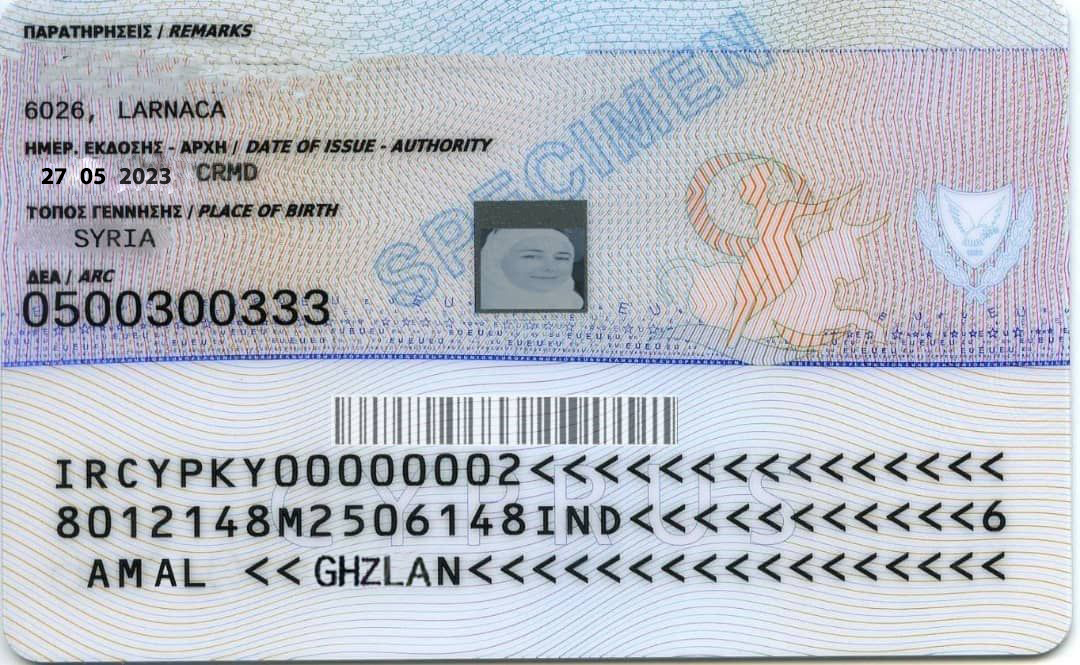 ΠΑΡΑΤΗΡΗΣΕΙΣ / REMARKS
6026, LARNACA
ΗΜΕΡ. ΕΚΔΟΣΗΣ - ΑΡΧΗ / DATE OF ISSUE - AUTHORITY
27 05 2023 CRMD
ΤΟΠΟΣ ΓΕΝΝΗΣΗΣ / PLACE OF BIRTH
SYRIA
ΔΕΑ / ARC
0500300333
SPECIMEN
IRCYPKY00000002<<<<<<<<<<<<<<<
8012148M2506148IND<<<<<<<<<<<6
AMAL <<GHZLAN<<<<<<<<<<<<<<<<<
CYPRUS